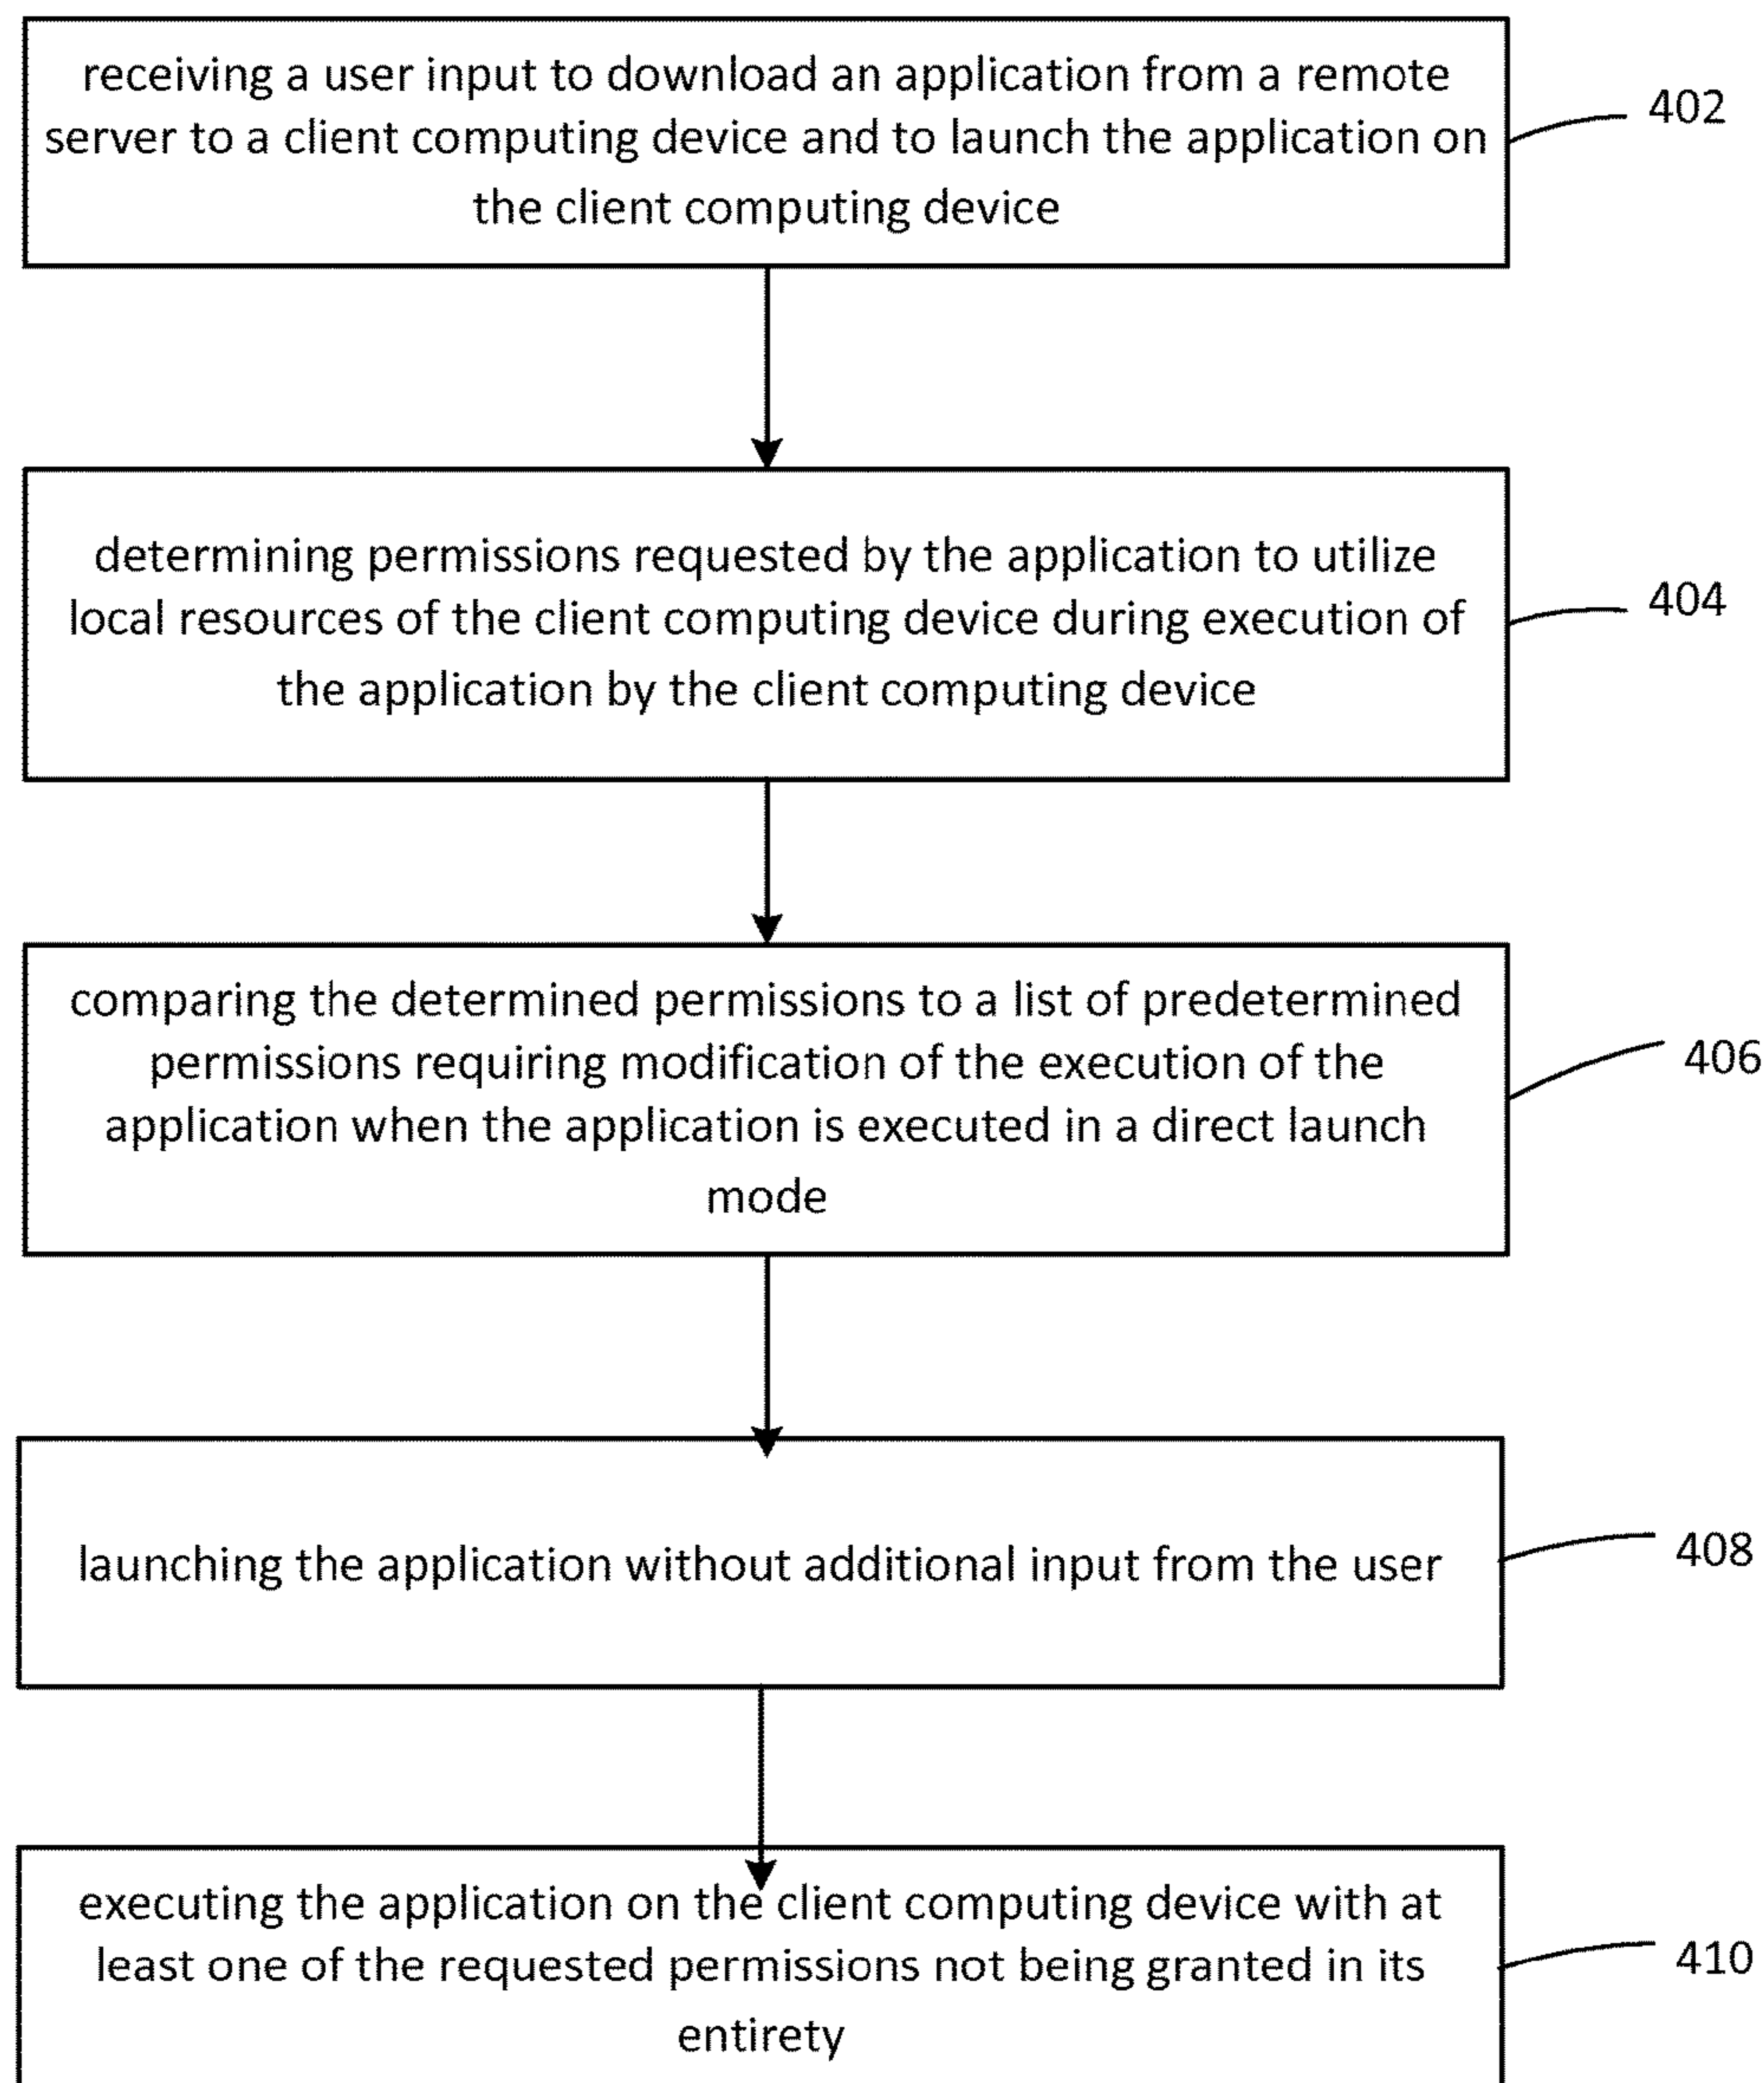 receiving a user input to download an application from a remote
server to a client computing device and to launch the application on
the client computing device
402
determining permissions requested by the application to utilize
local resources of the client computing device during execution of
the application by the client computing device
404
comparing the determined permissions to a list of predetermined
permissions requiring modification of the execution of the
application when the application is executed in a direct launch
mode
406
launching the application without additional input from the user
408
executing the application on the client computing device with at
least one of the requested permissions not being granted in its
entirety
410